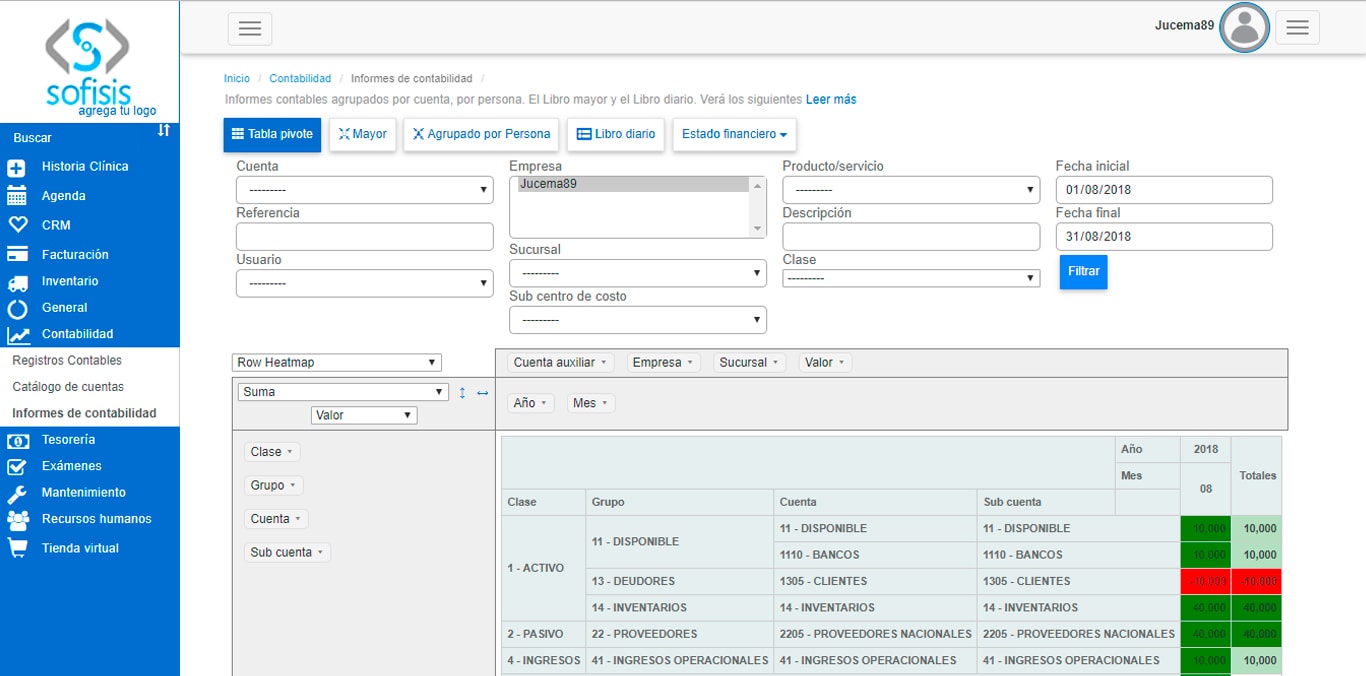 sofisis
agrega tu logo
Jucema89
Buscar
Historia Clínica
Agenda
CRM
Facturación
Inventario
General
Contabilidad
Registros Contables
Catálogo de cuentas
Informes de contabilidad
Tesorería
Exámenes
Mantenimiento
Recursos humanos
Tienda virtual
Inicio / Contabilidad / Informes de contabilidad /
Informes contables agrupados por cuenta, por persona. El Libro mayor y el Libro diario. Verá los siguientes Leer más
Tabla pivote Mayor Agrupado por Persona Libro diario Estado financiero
Cuenta Empresa Producto/servicio Fecha inicial
--------- Jucema89 --------- 01/08/2018
Referencia Descripción Fecha final
31/08/2018
Usuario Sucursal Clase
--------- --------- --------- Filtrar
Sub centro de costo
---------
Row Heatmap Cuenta auxiliar Empresa Sucursal Valor
Suma
Valor
Año Mes
Clase
Grupo
Cuenta
Sub cuenta
Año 2018 Totales
Mes 08
Clase Grupo Cuenta Sub cuenta
1 - ACTIVO 11 - DISPONIBLE 11 - DISPONIBLE 11 - DISPONIBLE 10,000 10,000
1110 - BANCOS 1110 - BANCOS 10,000 10,000
13 - DEUDORES 1305 - CLIENTES 1305 - CLIENTES -10,000 -10,000
14 - INVENTARIOS 14 - INVENTARIOS 14 - INVENTARIOS 40,000 40,000
2 - PASIVO 22 - PROVEEDORES 2205 - PROVEEDORES NACIONALES 2205 - PROVEEDORES NACIONALES 40,000 40,000
4 - INGRESOS 41 - INGRESOS OPERACIONALES 41 - INGRESOS OPERACIONALES 41 - INGRESOS OPERACIONALES 10,000 10,000